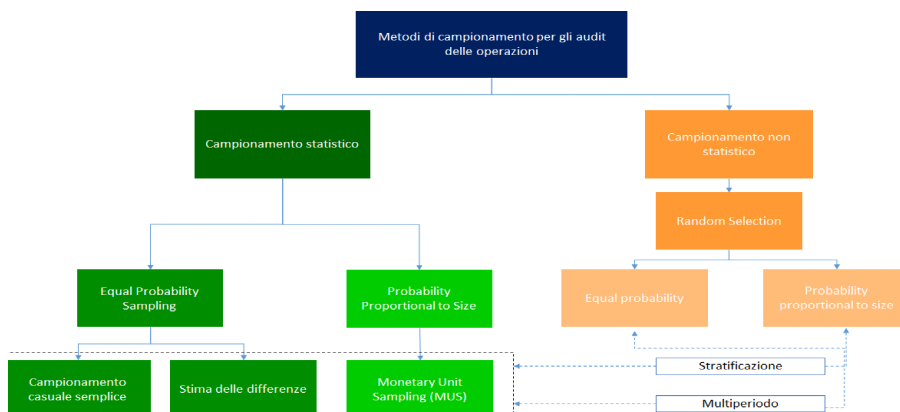 Metodi di campionamento per gli audit
delle operazioni
Campionamento statistico
Campionamento non
statistico
Random Selection
Equal Probability
Sampling
Probability
Proportional to Size
Equal probability
Probability
proportional to size
Campionamento
casuale semplice
Stima delle differenze
Monetary Unit
Sampling (MUS)
Stratificazione
Multiperiodo